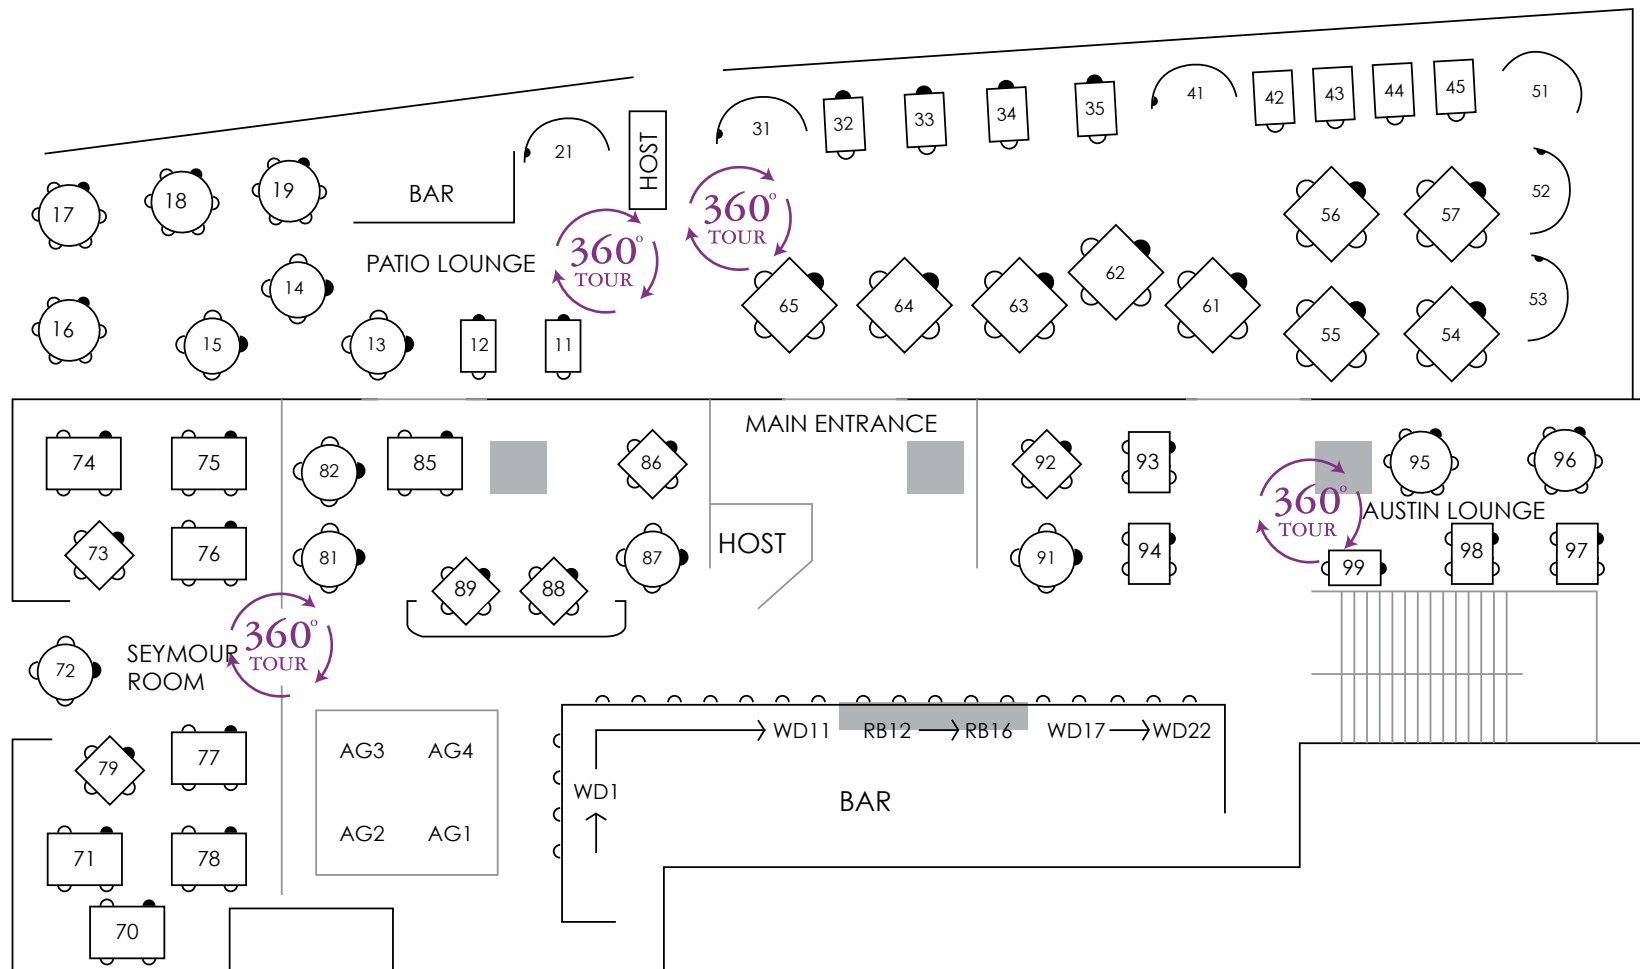 51
45
44
43
42
41
35
34
33
32
31
21
HOST
19
18
17
BAR
52
56
57
360°
TOUR
360°
TOUR
PATIO LOUNGE
62
14
53
65
64
63
61
16
15
13
12
11
55
54
MAIN ENTRANCE
74
75
82
85
86
92
93
95
96
360°
TOUR
AUSTIN LOUNGE
73
76
81
87
HOST
91
94
98
97
99
89
88
360°
TOUR
SEYMOUR
ROOM
72
WD11
RB12
RB16
WD17
WD22
AG3
AG4
79
77
WD1
BAR
AG2
AG1
71
78
70